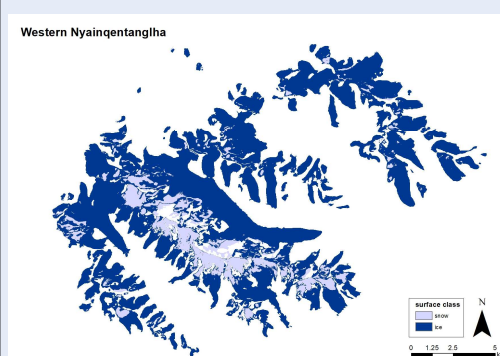 Western Nyainqentanglha
surface class
snow
ice
N
0 1.25 2.5 5